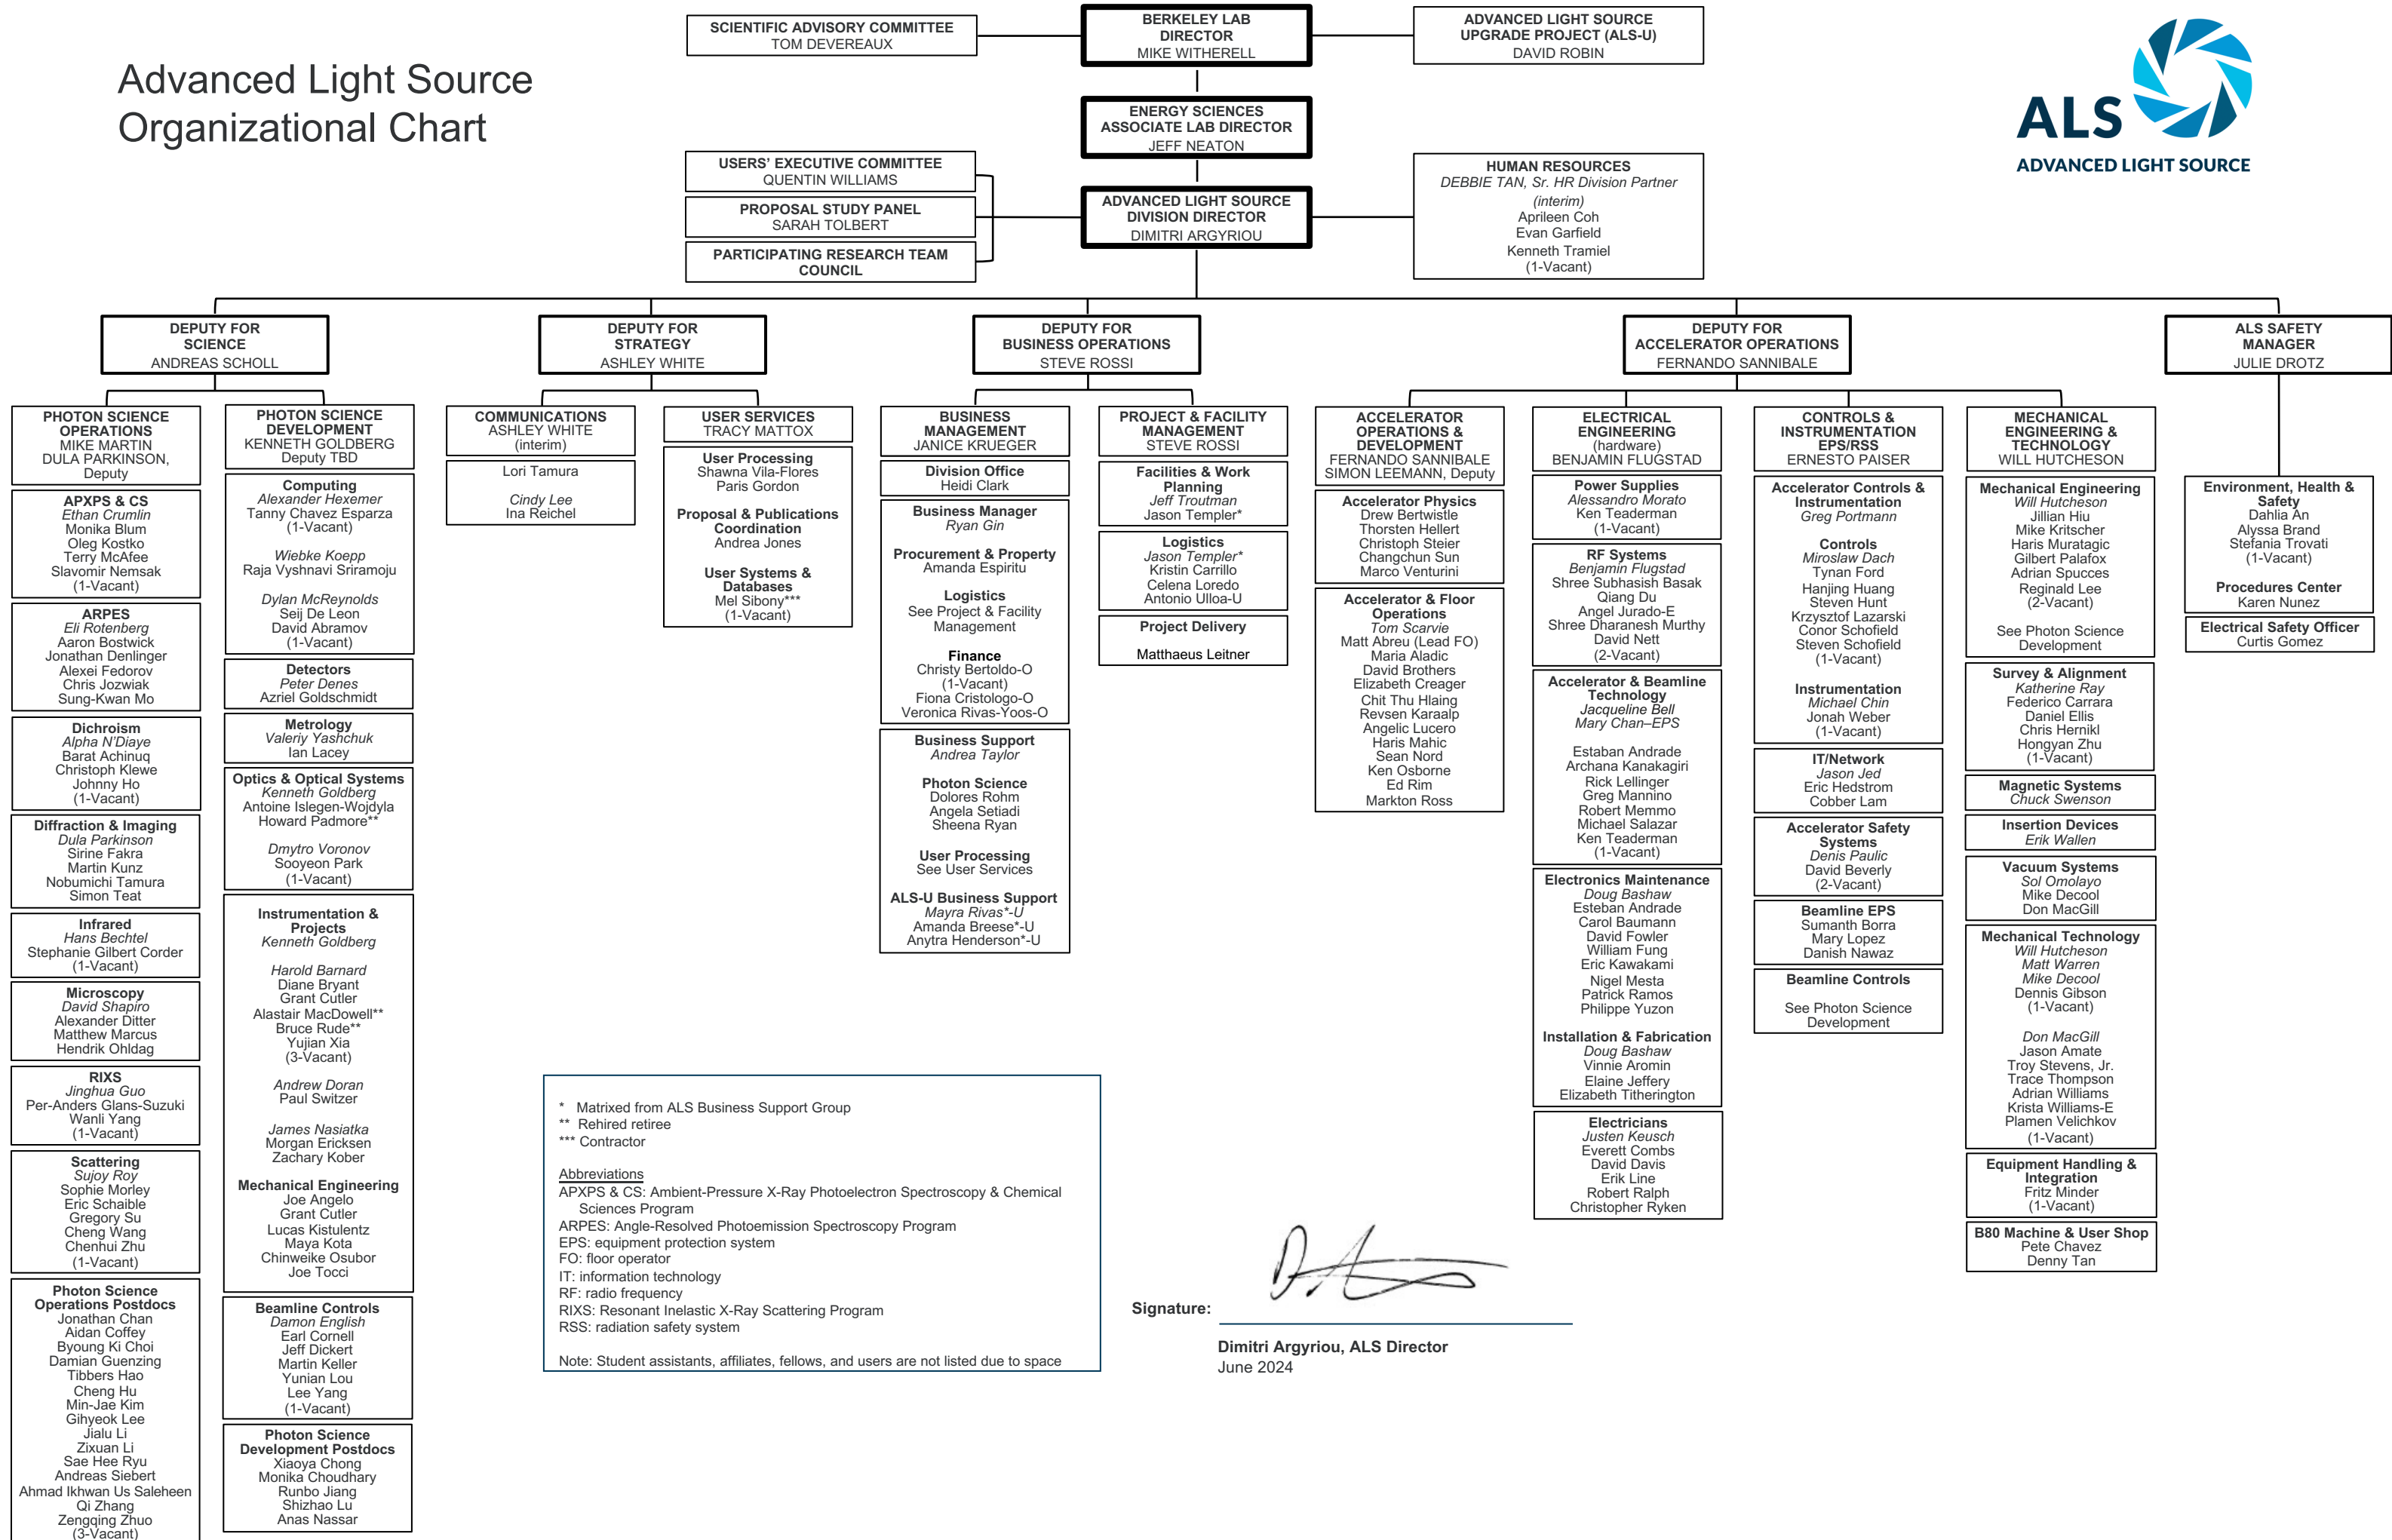 Advanced Light Source
Organizational Chart
SCIENTIFIC ADVISORY COMMITTEE
TOM DEVEREAUX
BERKELEY LAB
DIRECTOR
MIKE WITHERELL
ADVANCED LIGHT SOURCE
UPGRADE PROJECT (ALS-U)
DAVID ROBIN
ALS
ADVANCED LIGHT SOURCE
ENERGY SCIENCES
ASSOCIATE LAB DIRECTOR
JEFF NEATON
USERS' EXECUTIVE COMMITTEE
QUENTIN WILLIAMS
PROPOSAL STUDY PANEL
SARAH TOLBERT
PARTICIPATING RESEARCH TEAM
COUNCIL
ADVANCED LIGHT SOURCE
DIVISION DIRECTOR
DIMITRI ARGYRIOU
HUMAN RESOURCES
DEBBIE TAN, Sr. HR Division Partner
(interim)
Aprileen Coh
Evan Garfield
Kenneth Tramiel
(1-Vacant)
DEPUTY FOR
SCIENCE
ANDREAS SCHOLL
DEPUTY FOR
STRATEGY
ASHLEY WHITE
DEPUTY FOR
BUSINESS OPERATIONS
STEVE ROSSI
DEPUTY FOR
ACCELERATOR OPERATIONS
FERNANDO SANNIBALE
ALS SAFETY
MANAGER
JULIE DROTZ
PHOTON SCIENCE
OPERATIONS
MIKE MARTIN
DULA PARKINSON,
Deputy
APXPS & CS
Ethan Crumlin
Monika Blum
Oleg Kostko
Terry McAfee
Slavomir Nemsak
(1-Vacant)
ARPES
Eli Rotenberg
Aaron Bostwick
Jonathan Denlinger
Alexei Fedorov
Chris Jozwiak
Sung-Kwan Mo
Dichroism
Alpha N'Diaye
Barat Achinuq
Christoph Klewe
Johnny Ho
(1-Vacant)
Diffraction & Imaging
Dula Parkinson
Sirine Fakra
Martin Kunz
Nobumichi Tamura
Simon Teat
Infrared
Hans Bechtel
Stephanie Gilbert Corder
(1-Vacant)
Microscopy
David Shapiro
Alexander Ditter
Matthew Marcus
Hendrik Ohldag
RIXS
Jinghua Guo
Per-Anders Glans-Suzuki
Wanli Yang
(1-Vacant)
Scattering
Sujoy Roy
Sophie Morley
Eric Schaible
Gregory Su
Cheng Wang
Chenhui Zhu
(1-Vacant)
Photon Science
Operations Postdocs
Jonathan Chan
Aidan Coffey
Byoung Ki Choi
Damian Guenzing
Tibbers Hao
Cheng Hu
Min-Jae Kim
Gihyeok Lee
Jialu Li
Zixuan Li
Sae Hee Ryu
Andreas Siebert
Ahmad Ikhwan Us Saleheen
Qi Zhang
Zengqing Zhuo
(3-Vacant)
PHOTON SCIENCE
DEVELOPMENT
KENNETH GOLDBERG
Deputy TBD
Computing
Alexander Hexemer
Tanny Chavez Esparza
(1-Vacant)
Wiebke Koepp
Raja Vyshnavi Sriramoju
Dylan McReynolds
Seij De Leon
David Abramov
(1-Vacant)
Detectors
Peter Denes
Azriel Goldschmidt
Metrology
Valeriy Yashchuk
Ian Lacey
Optics & Optical Systems
Kenneth Goldberg
Antoine Islegen-Wojdyla
Howard Padmore**
Dmytro Voronov
Sooyeon Park
(1-Vacant)
Instrumentation &
Projects
Kenneth Goldberg
Harold Barnard
Diane Bryant
Grant Cutler
Alastair MacDowell**
Bruce Rude**
Yujian Xia
(3-Vacant)
Andrew Doran
Paul Switzer
James Nasiatka
Morgan Ericksen
Zachary Kober
Mechanical Engineering
Joe Angelo
Grant Cutler
Lucas Kistulentz
Maya Kota
Chinweike Osubor
Joe Tocci
Beamline Controls
Damon English
Earl Cornell
Jeff Dickert
Martin Keller
Yunian Lou
Lee Yang
(1-Vacant)
Photon Science
Development Postdocs
Xiaoya Chong
Monika Choudhary
Runbo Jiang
Shizhao Lu
Anas Nassar
COMMUNICATIONS
ASHLEY WHITE
(interim)
Lori Tamura
Cindy Lee
Ina Reichel
USER SERVICES
TRACY MATTOX
User Processing
Shawna Vila-Flores
Paris Gordon
Proposal & Publications
Coordination
Andrea Jones
User Systems &
Databases
Mel Sibony***
(1-Vacant)
BUSINESS
MANAGEMENT
JANICE KRUEGER
Division Office
Heidi Clark
Business Manager
Ryan Gin
Procurement & Property
Amanda Espiritu
Logistics
See Project & Facility
Management
Finance
Christy Bertoldo-O
(1-Vacant)
Fiona Cristologo-O
Veronica Rivas-Yoos-O
Business Support
Andrea Taylor
Photon Science
Dolores Rohm
Angela Setiadi
Sheena Ryan
User Processing
See User Services
ALS-U Business Support
Mayra Rivas*-U
Amanda Breese*-U
Anytra Henderson*-U
PROJECT & FACILITY
MANAGEMENT
STEVE ROSSI
Facilities & Work
Planning
Jeff Troutman
Jason Templer*
Logistics
Jason Templer*
Kristin Carrillo
Celena Loredo
Antonio Ulloa-U
Project Delivery
Matthaeus Leitner
ACCELERATOR
OPERATIONS &
DEVELOPMENT
FERNANDO SANNIBALE
SIMON LEEMANN, Deputy
Accelerator Physics
Drew Bertwistle
Thorsten Hellert
Christoph Steier
Changchun Sun
Marco Venturini
Accelerator & Floor
Operations
Tom Scarvie
Matt Abreu (Lead FO)
Maria Aladic
David Brothers
Elizabeth Creager
Chit Thu Hlaing
Revsen Karaalp
Angelic Lucero
Haris Mahic
Sean Nord
Ken Osborne
Ed Rim
Markton Ross
ELECTRICAL
ENGINEERING
(hardware)
BENJAMIN FLUGSTAD
Power Supplies
Alessandro Morato
Ken Teaderman
(1-Vacant)
RF Systems
Benjamin Flugstad
Shree Subhasish Basak
Qiang Du
Angel Jurado-E
Shree Dharanesh Murthy
David Nett
(2-Vacant)
Accelerator & Beamline
Technology
Jacqueline Bell
Mary Chan–EPS
Estaban Andrade
Archana Kanakagiri
Rick Lellinger
Greg Mannino
Robert Memmo
Michael Salazar
Ken Teaderman
(1-Vacant)
Electronics Maintenance
Doug Bashaw
Esteban Andrade
Carol Baumann
David Fowler
William Fung
Eric Kawakami
Nigel Mesta
Patrick Ramos
Philippe Yuzon
Installation & Fabrication
Doug Bashaw
Vinnie Aromin
Elaine Jeffery
Elizabeth Titherington
Electricians
Justen Keusch
Everett Combs
David Davis
Erik Line
Robert Ralph
Christopher Ryken
CONTROLS &
INSTRUMENTATION
EPS/RSS
ERNESTO PAISER
Accelerator Controls &
Instrumentation
Greg Portmann
Controls
Miroslaw Dach
Tynan Ford
Hanjing Huang
Steven Hunt
Krzysztof Lazarski
Conor Schofield
Steven Schofield
(1-Vacant)
Instrumentation
Michael Chin
Jonah Weber
(1-Vacant)
IT/Network
Jason Jed
Eric Hedstrom
Cobber Lam
Accelerator Safety
Systems
Denis Paulic
David Beverly
(2-Vacant)
Beamline EPS
Sumanth Borra
Mary Lopez
Danish Nawaz
Beamline Controls
See Photon Science
Development
MECHANICAL
ENGINEERING &
TECHNOLOGY
WILL HUTCHESON
Mechanical Engineering
Will Hutcheson
Jillian Hiu
Mike Kritscher
Haris Muratagic
Gilbert Palafox
Adrian Spucces
Reginald Lee
(2-Vacant)
See Photon Science
Development
Survey & Alignment
Katherine Ray
Federico Carrara
Daniel Ellis
Chris Hernikl
Hongyan Zhu
(1-Vacant)
Magnetic Systems
Chuck Swenson
Insertion Devices
Erik Wallen
Vacuum Systems
Sol Omolayo
Mike Decool
Don MacGill
Mechanical Technology
Will Hutcheson
Matt Warren
Mike Decool
Dennis Gibson
(1-Vacant)
Don MacGill
Jason Amate
Troy Stevens, Jr.
Trace Thompson
Adrian Williams
Krista Williams-E
Plamen Velichkov
(1-Vacant)
Equipment Handling &
Integration
Fritz Minder
(1-Vacant)
B80 Machine & User Shop
Pete Chavez
Denny Tan
Environment, Health &
Safety
Dahlia An
Alyssa Brand
Stefania Trovati
(1-Vacant)
Procedures Center
Karen Nunez
Electrical Safety Officer
Curtis Gomez
* Matrixed from ALS Business Support Group
** Rehired retiree
*** Contractor
Abbreviations
APXPS & CS: Ambient-Pressure X-Ray Photoelectron Spectroscopy & Chemical
Sciences Program
ARPES: Angle-Resolved Photoemission Spectroscopy Program
EPS: equipment protection system
FO: floor operator
IT: information technology
RF: radio frequency
RIXS: Resonant Inelastic X-Ray Scattering Program
RSS: radiation safety system
Note: Student assistants, affiliates, fellows, and users are not listed due to space
Signature:
Dimitri Argyriou, ALS Director
June 2024